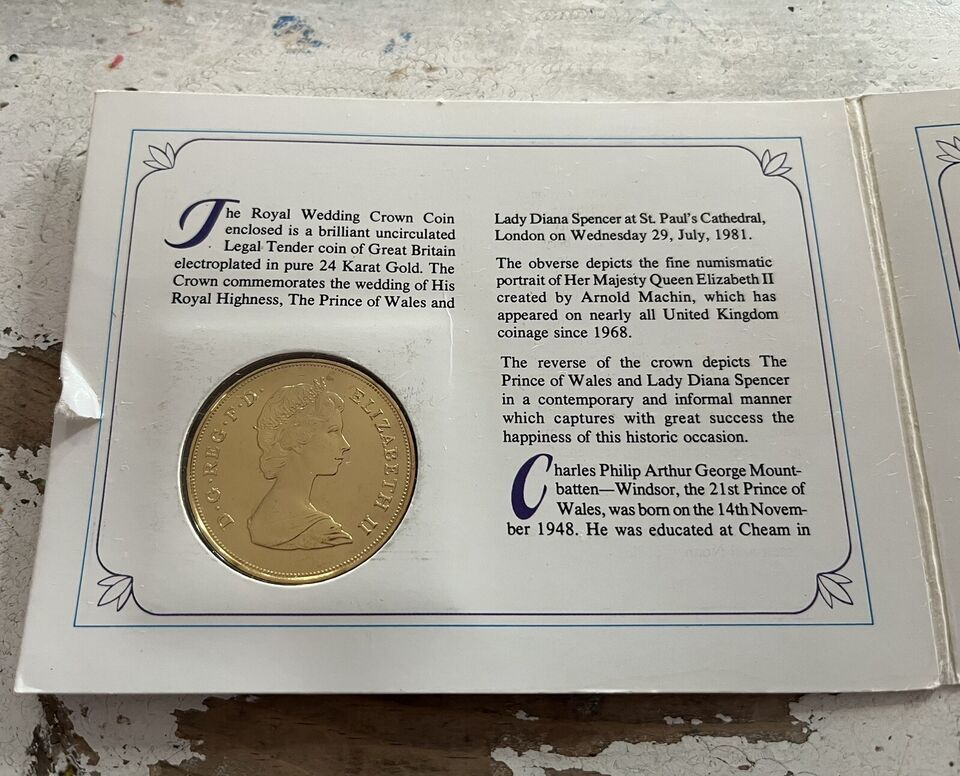 The Royal Wedding Crown Coin
enclosed is a brilliant uncirculated
Legal Tender coin of Great Britain
electroplated in pure 24 Karat Gold. The
Crown commemorates the wedding of His
Royal Highness, The Prince of Wales and
D·G·REG·F·D· ELIZABETH II
Lady Diana Spencer at St. Paul's Cathedral,
London on Wednesday 29, July, 1981.
The obverse depicts the fine numismatic
portrait of Her Majesty Queen Elizabeth II
created by Arnold Machin, which has
appeared on nearly all United Kingdom
coinage since 1968.
The reverse of the crown depicts The
Prince of Wales and Lady Diana Spencer
in a contemporary and informal manner
which captures with great success the
happiness of this historic occasion.
Charles Philip Arthur George Mount-
batten—Windsor, the 21st Prince of
Wales, was born on the 14th Novem-
ber 1948. He was educated at Cheam in